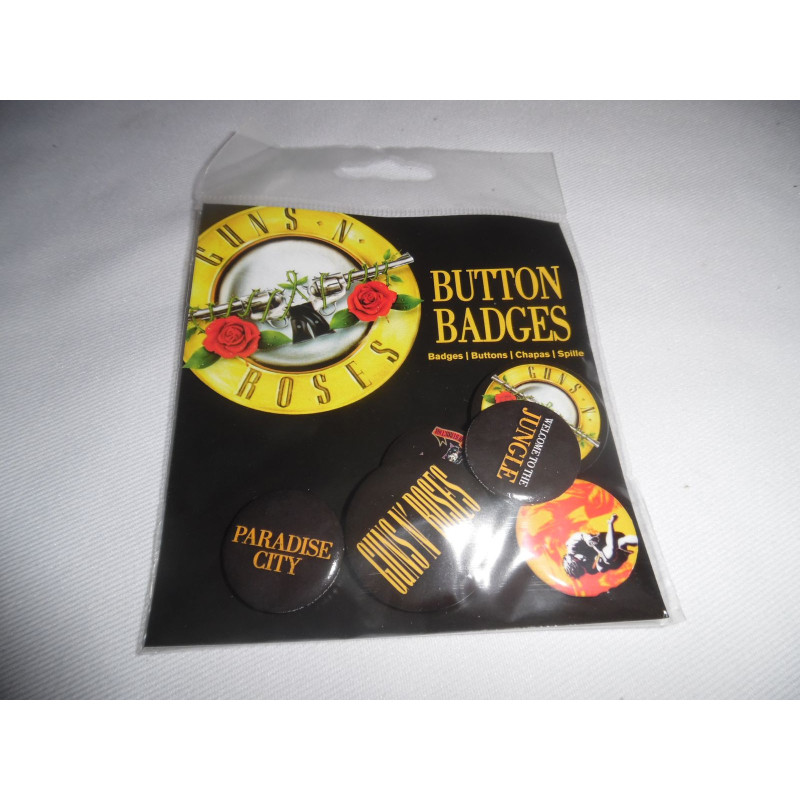 GUNS · N ·
ROSES
BUTTON
BADGES
Badges | Buttons | Chapas | Spille
GUNS · N ·
WELCOME TO THE
JUNGLE
GUNS N' ROSES
PARADISE
CITY